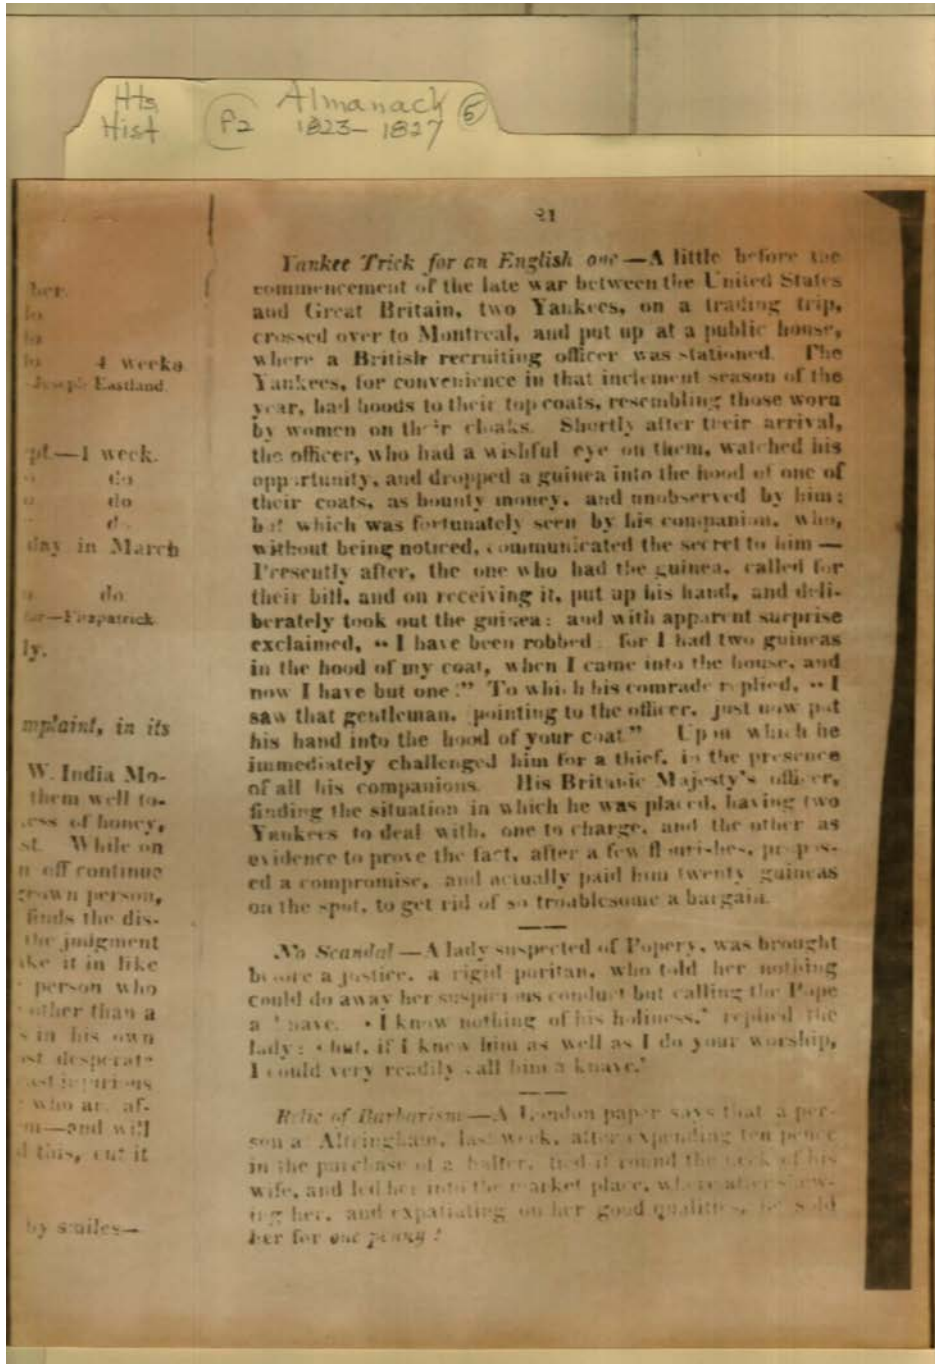 Hts Hist P2 Almanack 1823-1827 5
21
ber.
4 weeks
Joseph Eastland.
pt.—1 week.
do
do
day in March
do
Fitzpatrick
ly.
mplaint, in its
W. India Mo-
them well to-
ess of honey,
st. While on
n off continue
grown person,
finds the dis-
the judgment
ake it in like
person who
other than a
s in his own
ost desperate
who are af-
m—and will
d this, cut it
by smiles—
Yankee Trick for an English one—A little before the
commencement of the late war between the United States
and Great Britain, two Yankees, on a trading trip,
crossed over to Montreal, and put up at a public house,
where a British recruiting officer was stationed. The
Yankees, for convenience in that inclement season of the
year, had hoods to their top coats, resembling those worn
by women on their cloaks. Shortly after their arrival,
the officer, who had a wishful eye on them, watched his
opportunity, and dropped a guinea into the hood of one of
their coats, as bounty money, and unobserved by him;
but which was fortunately seen by his companion, who,
without being noticed, communicated the secret to him—
Presently after, the one who had the guinea, called for
their bill, and on receiving it, put up his hand, and deli-
berately took out the guinea: and with apparent surprise
exclaimed, "I have been robbed for I had two guineas
in the hood of my coat, when I came into the house, and
now I have but one!" To which his comrade replied, "I
saw that gentleman, pointing to the officer, just now put
his hand into the hood of your coat" Upon which he
immediately challenged him for a thief, in the presence
of all his companions. His Britanic Majesty's officer,
finding the situation in which he was placed, having two
Yankees to deal with, one to charge, and the other as
evidence to prove the fact, after a few flourishes, propos-
ed a compromise, and actually paid him twenty guineas
on the spot, to get rid of so troublesome a bargain.
No Scandal—A lady suspected of Popery, was brought
before a justice, a rigid puritan, who told her nothing
could do away her suspicious conduct but calling the Pope
a knave. 'I know nothing of his holiness,' replied the
lady; 'but, if I knew him as well as I do your worship,
I could very readily call him a knave.'
Relic of Barbarism—A London paper says that a per-
son at Altringham, last week, after expending ten pence
in the purchase of a halter, tied it round the neck of his
wife, and led her into the market place, where after shew-
ing her, and expatiating on her good qualities, he sold
her for one penny!